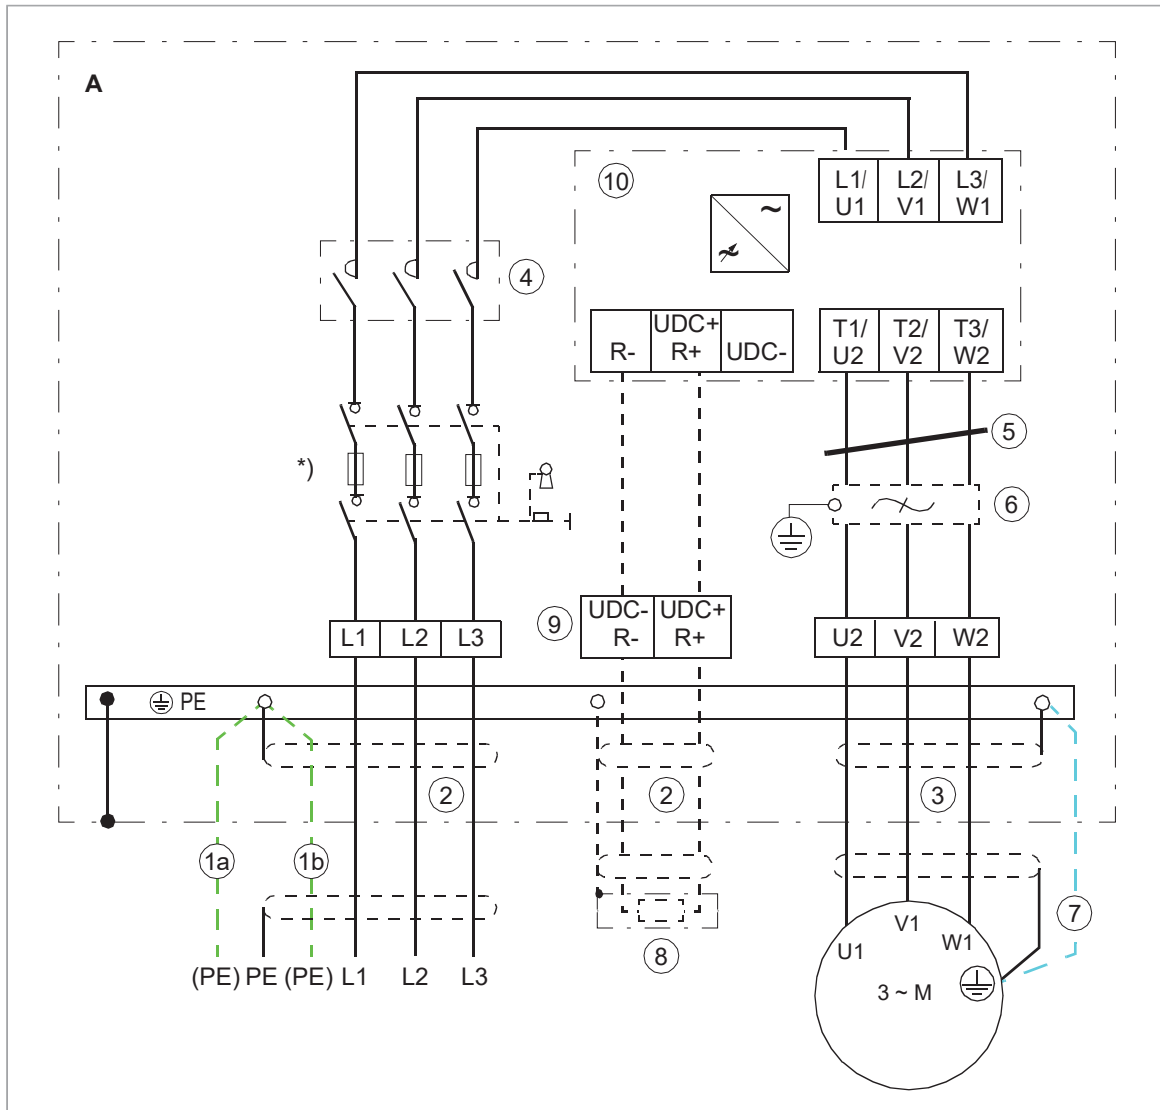 A
10
L1/ L2/ L3/
U1 V1 W1
4
UDC+
R- R+ UDC-
T1/ T2/ T3/
U2 V2 W2
5
*)
6
9
UDC- UDC+
R- R+
L1 L2 L3
U2 V2 W2
PE
2
2
3
1a
1b
7
8
(PE) PE (PE) L1 L2 L3
U1 V1 W1
3 ~ M